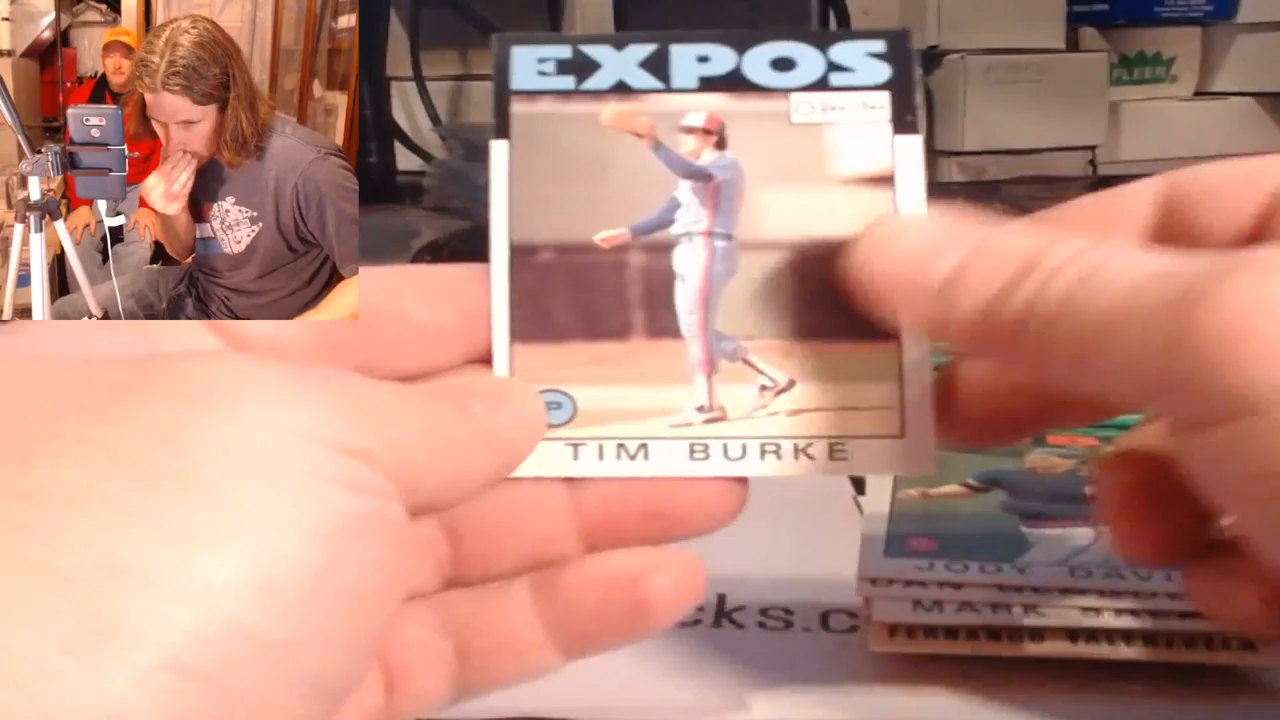 EXPOS
P
TIM BURKE
FLEER
JODY DAVI
MARK
FERNANDO VALENZUELA
cks.c